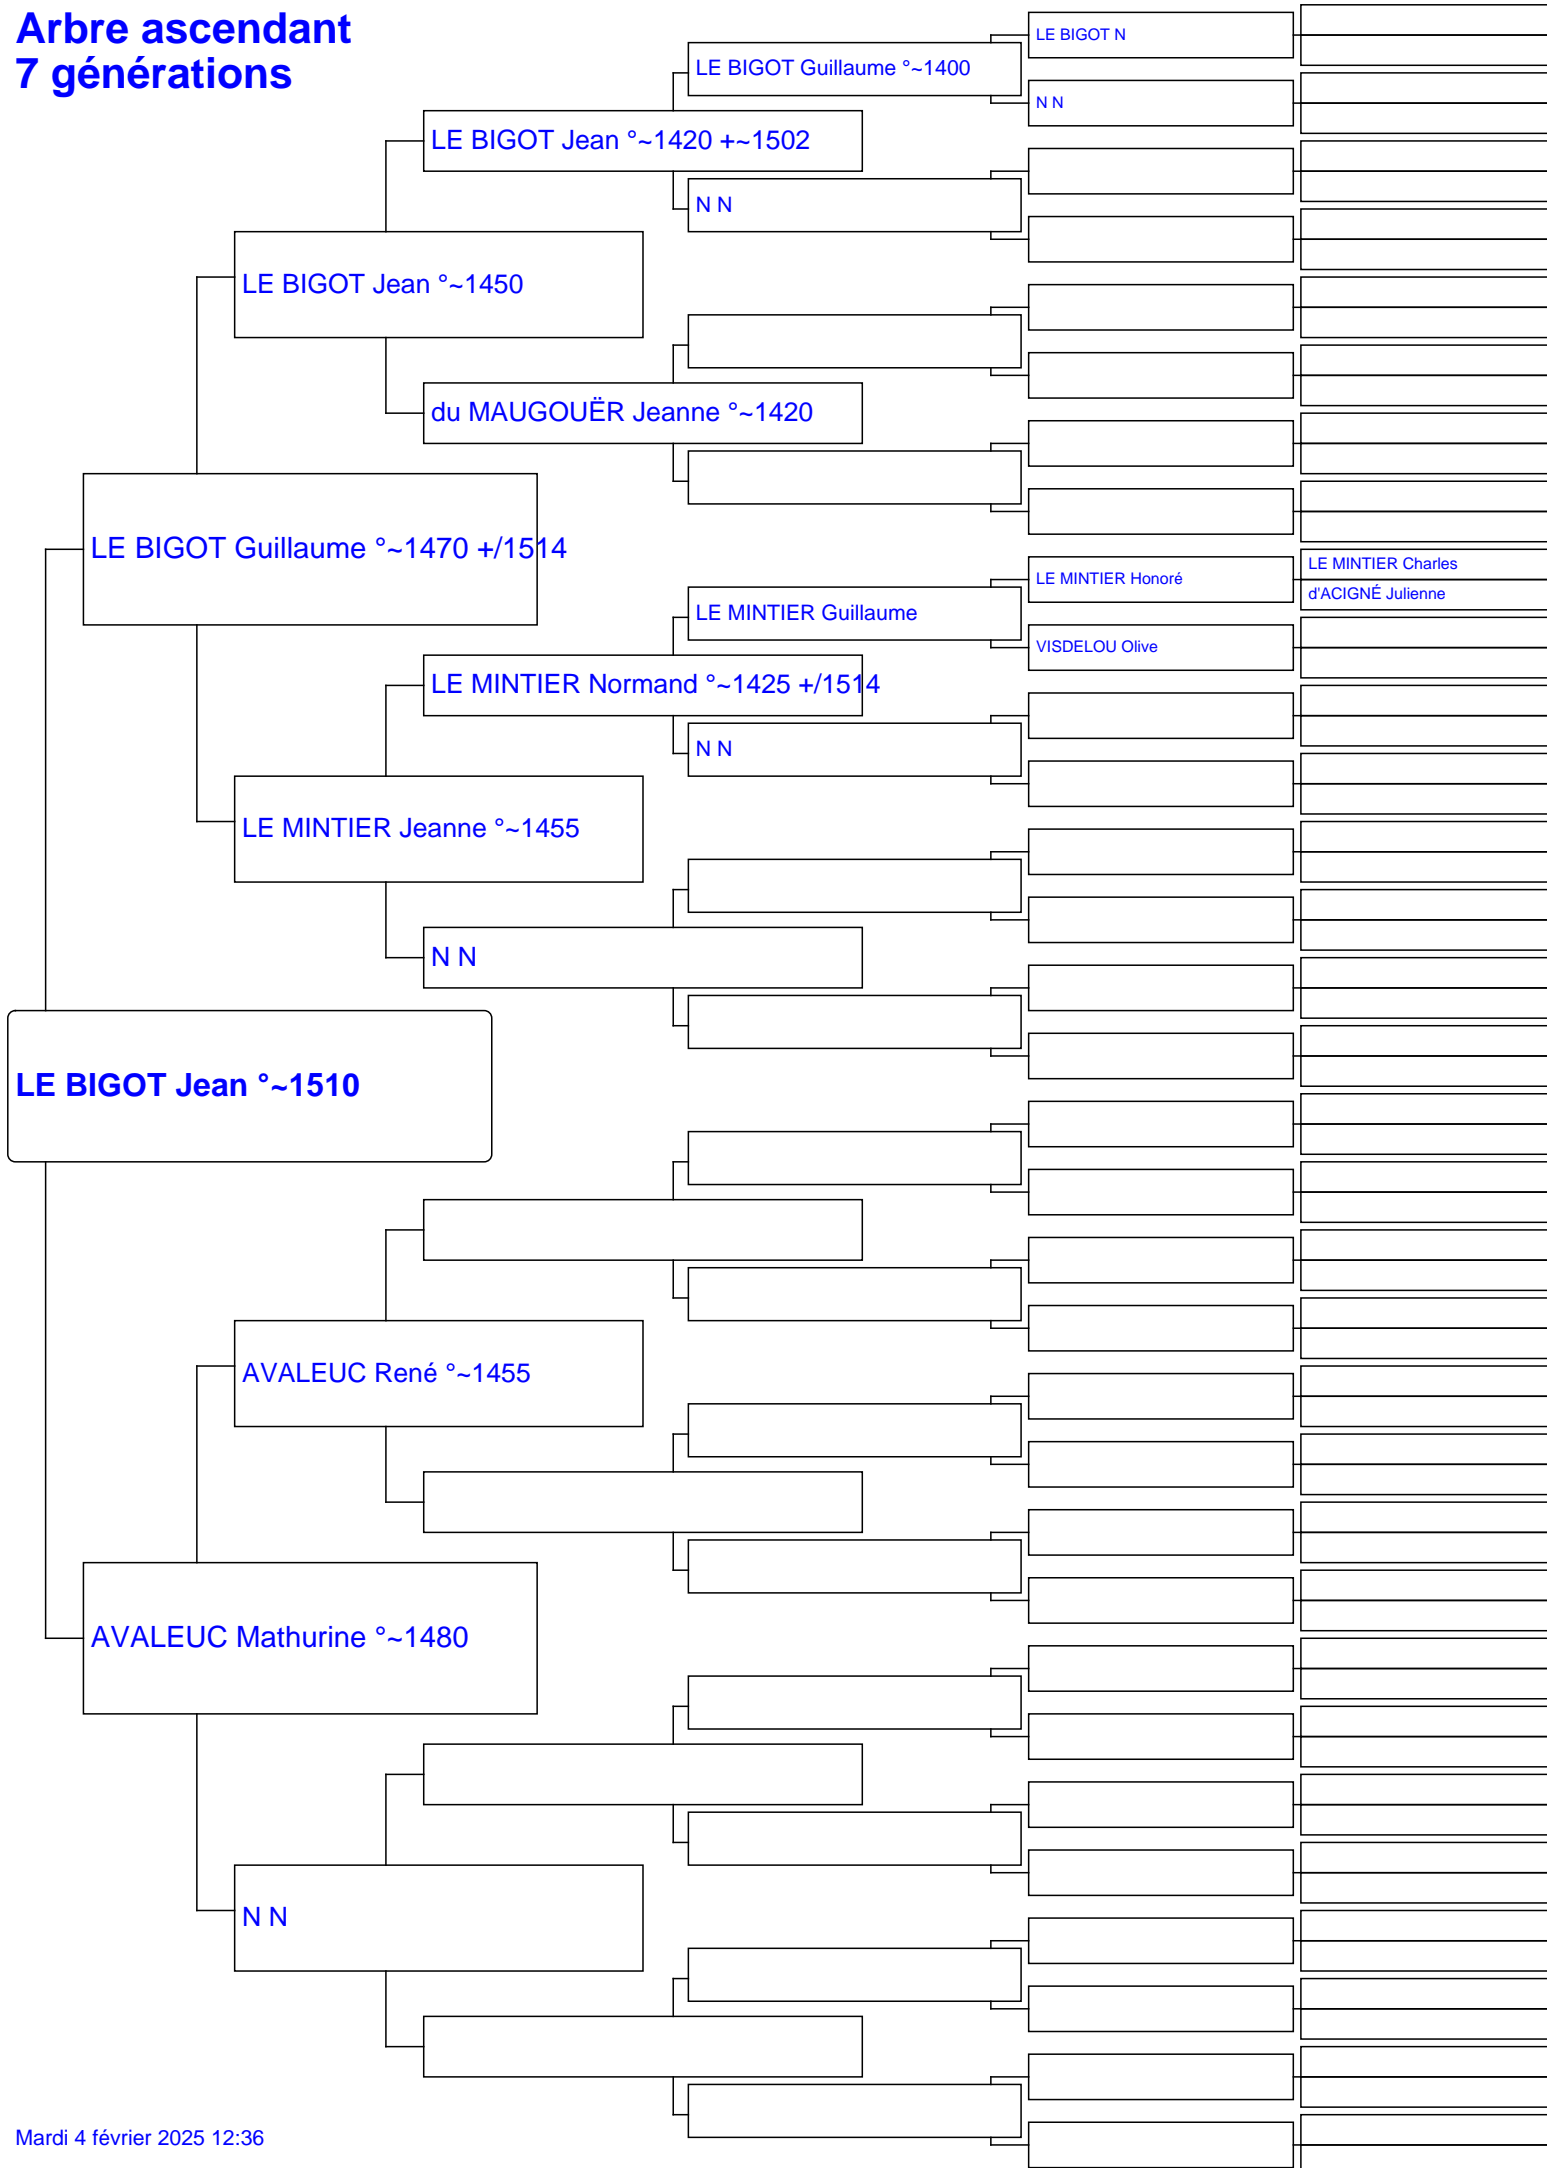 Arbre ascendant
7 générations
LE BIGOT N
LE BIGOT Guillaume °~1400
N N
LE BIGOT Jean °~1420 +~1502
N N
LE BIGOT Jean °~1450
du MAUGOUËR Jeanne °~1420
LE BIGOT Guillaume °~1470 +/1514
LE MINTIER Charles
LE MINTIER Honoré
d'ACIGNÉ Julienne
LE MINTIER Guillaume
VISDELOU Olive
LE MINTIER Normand °~1425 +/1514
N N
LE MINTIER Jeanne °~1455
N N
LE BIGOT Jean °~1510
AVALEUC René °~1455
AVALEUC Mathurine °~1480
N N
Mardi 4 février 2025 12:36